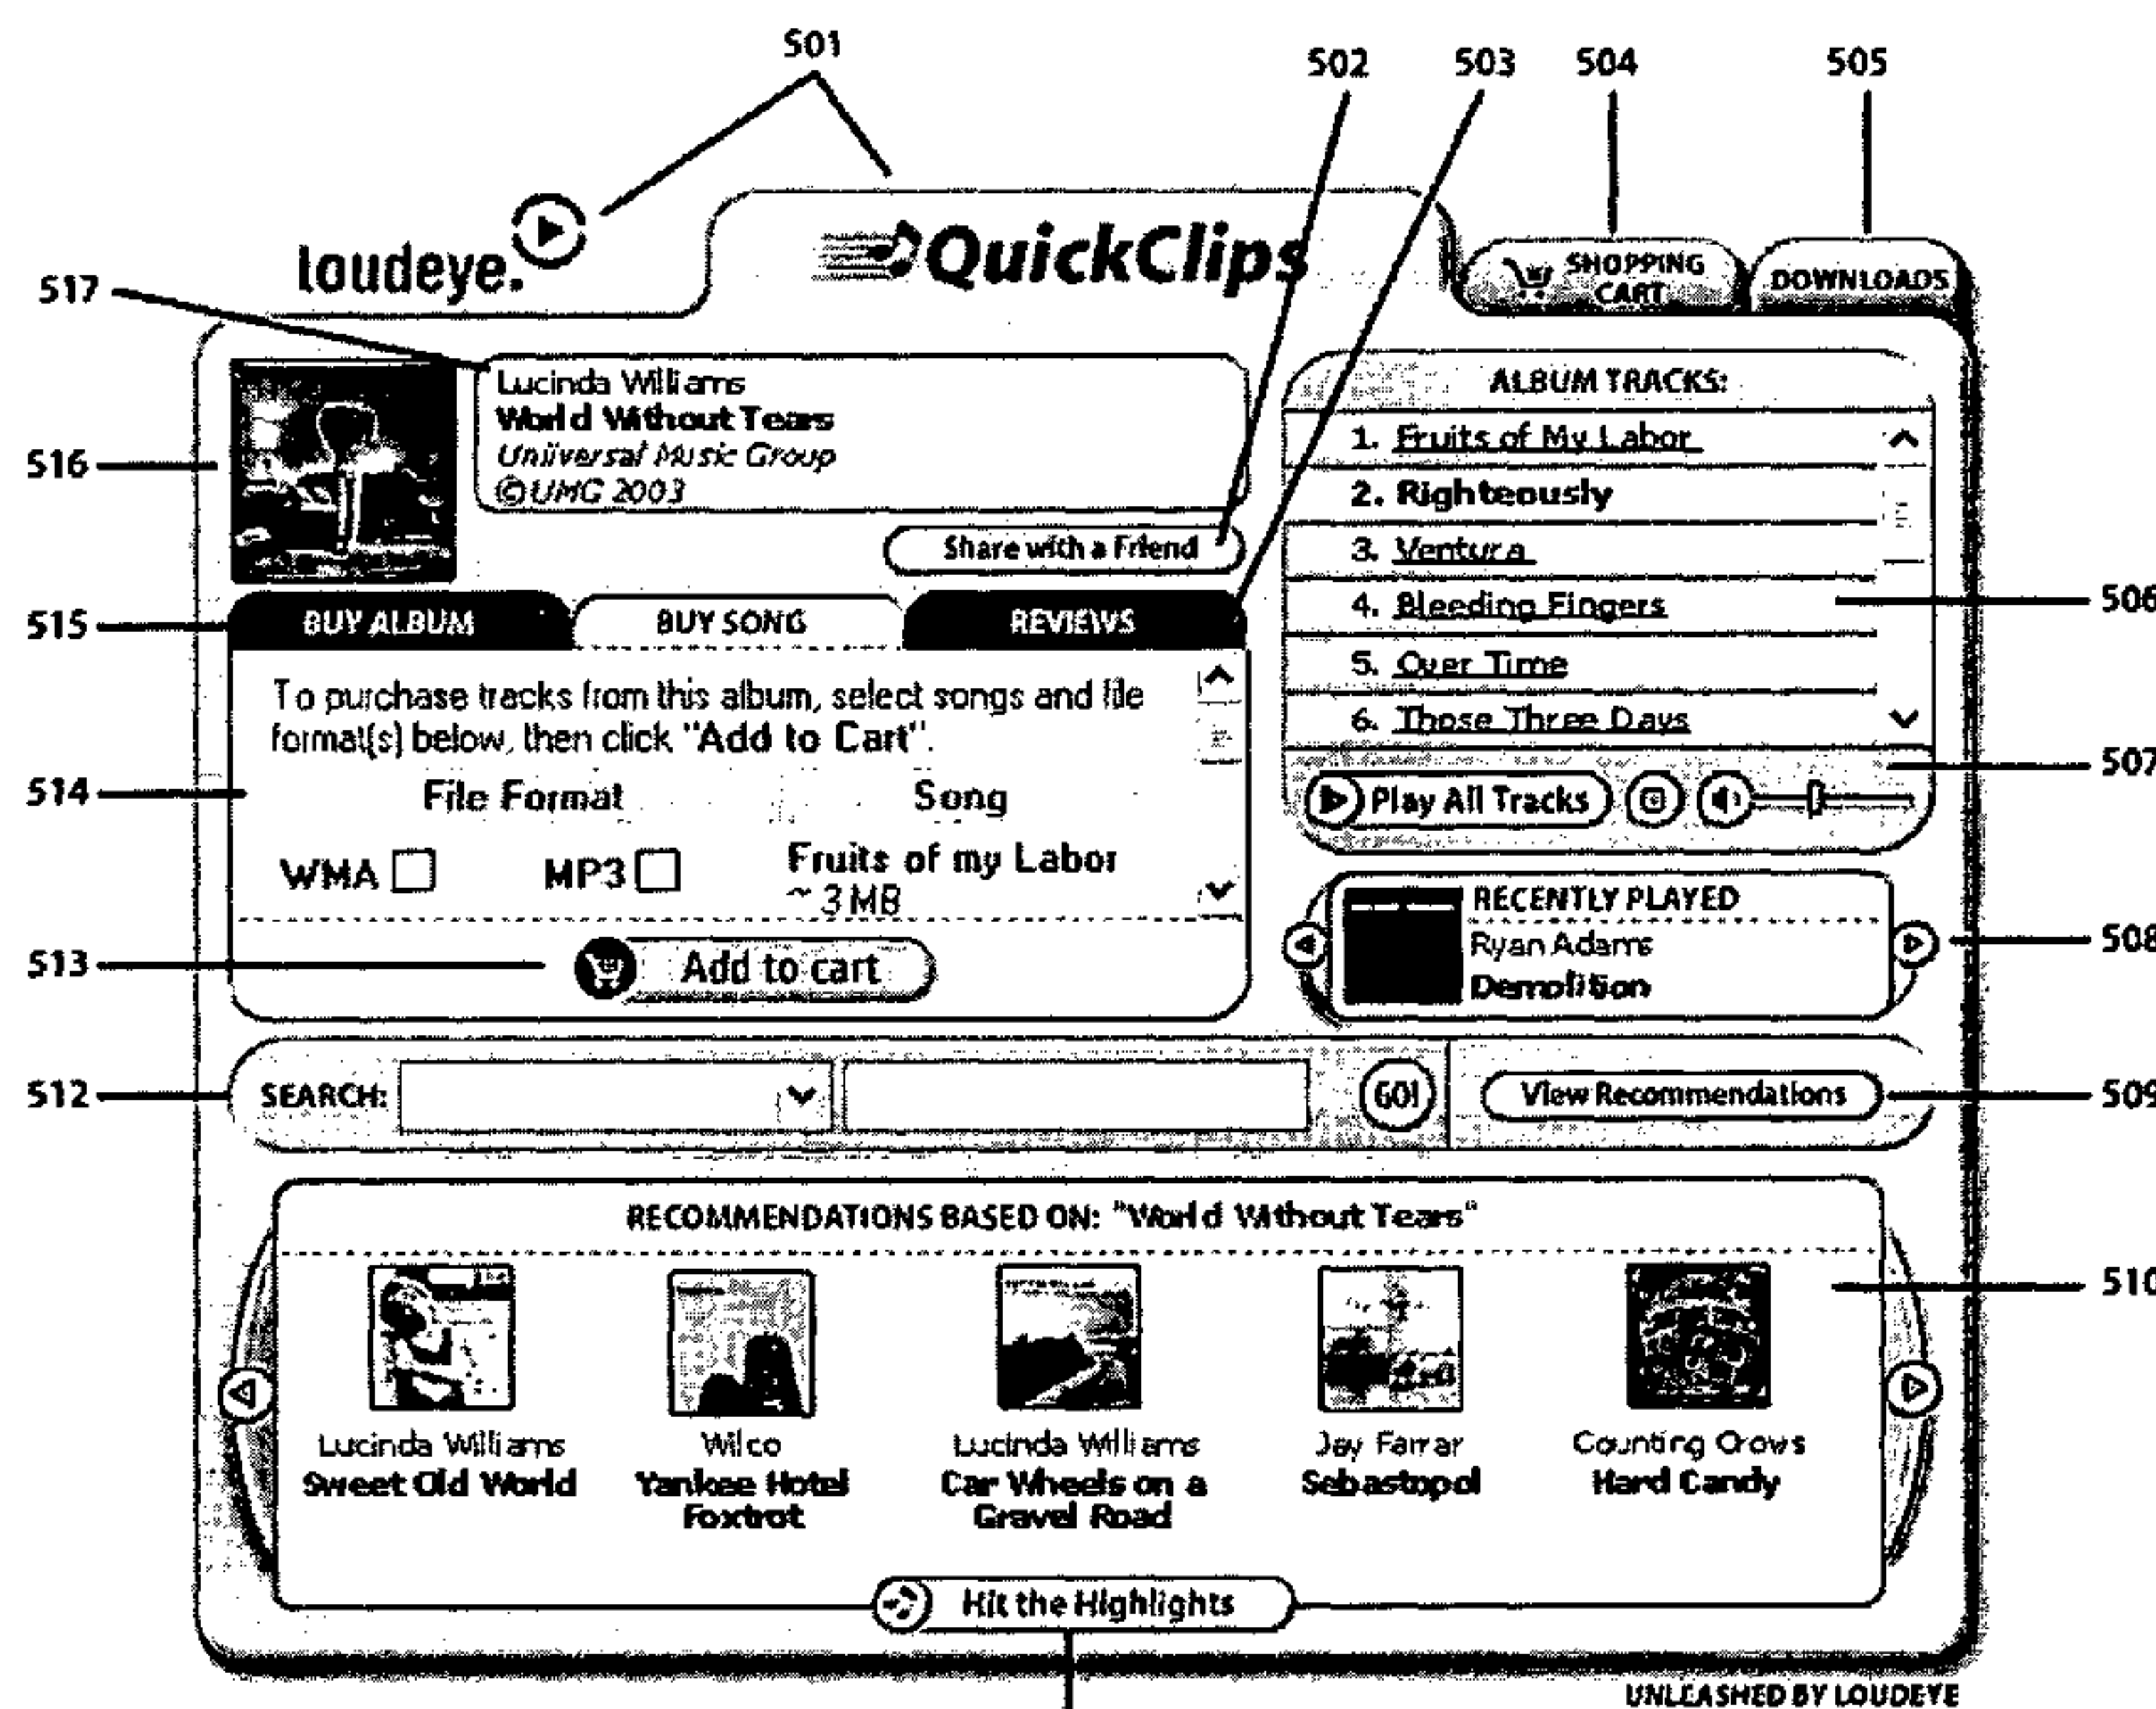 501
502
503
504
505
loudeye.
QuickClips
SHOPPING
CART
DOWNLOADS
517
Lucinda Williams
World Without Tears
Uniiversal Music Group
©UMG 2003
516
Share with a Friend
ALBUM TRACKS:
1. Fruits of My Labor
2. Righteously
3. Ventura
4. Bleeding Fingers
5. Over Time
6. Those Three Days
506
515
BUY ALBUM
BUY SONG
REVIEWS
To purchase tracks from this album, select songs and file
format(s) below, then click "Add to Cart".
514
File Format
Song
WMA
MP3
Fruits of my Labor
~ 3 MB
507
Play All Tracks
513
Add to cart
RECENTLY PLAYED
Ryan Adams
Demolition
508
512
SEARCH:
GO!
View Recommendations
509
RECOMMENDATIONS BASED ON: "World Without Tears"
510
Lucinda Williams
Sweet Old World
Wilco
Yankee Hotel
Foxtrot
Lucinda Williams
Car Wheels on a
Gravel Road
Jay Farrar
Sebastopol
Counting Crows
Hard Candy
Hit the Highlights
UNLEASHED BY LOUDEYE